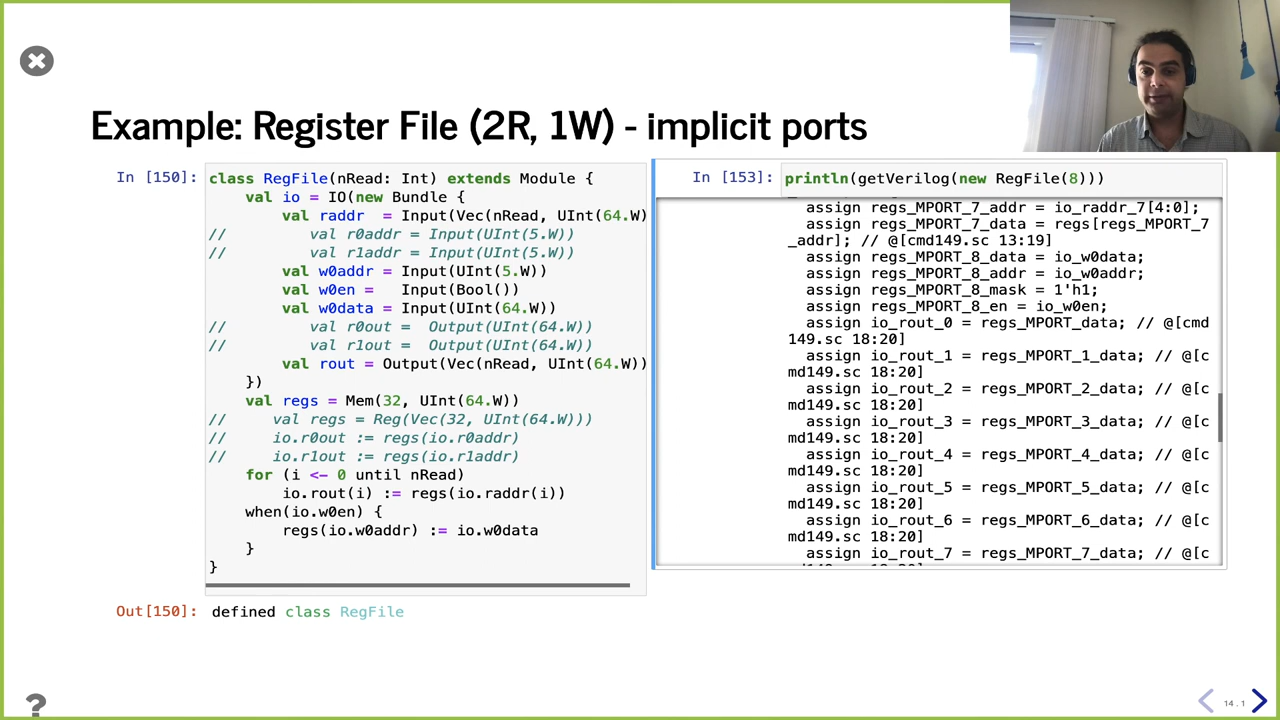 Example: Register File (2R, 1W) - implicit ports
In [150]:
class RegFile(nRead: Int) extends Module {
    val io = IO(new Bundle {
        val raddr  = Input(Vec(nRead, UInt(64.W)
//         val r0addr = Input(UInt(5.W))
//         val r1addr = Input(UInt(5.W))
        val w0addr = Input(UInt(5.W))
        val w0en =   Input(Bool())
        val w0data = Input(UInt(64.W))
//         val r0out =  Output(UInt(64.W))
//         val r1out =  Output(UInt(64.W))
        val rout = Output(Vec(nRead, UInt(64.W))
    })
    val regs = Mem(32, UInt(64.W))
//     val regs = Reg(Vec(32, UInt(64.W)))
//     io.r0out := regs(io.r0addr)
//     io.r1out := regs(io.r1addr)
    for (i <- 0 until nRead)
        io.rout(i) := regs(io.raddr(i))
    when(io.w0en) {
        regs(io.w0addr) := io.w0data
    }
}
Out[150]: defined class RegFile
In [153]: println(getVerilog(new RegFile(8)))
  assign regs_MPORT_7_addr = io_raddr_7[4:0];
  assign regs_MPORT_7_data = regs[regs_MPORT_7
_addr]; // @[cmd149.sc 13:19]
  assign regs_MPORT_8_data = io_w0data;
  assign regs_MPORT_8_addr = io_w0addr;
  assign regs_MPORT_8_mask = 1'h1;
  assign regs_MPORT_8_en = io_w0en;
  assign io_rout_0 = regs_MPORT_data; // @[cmd
149.sc 18:20]
  assign io_rout_1 = regs_MPORT_1_data; // @[c
md149.sc 18:20]
  assign io_rout_2 = regs_MPORT_2_data; // @[c
md149.sc 18:20]
  assign io_rout_3 = regs_MPORT_3_data; // @[c
md149.sc 18:20]
  assign io_rout_4 = regs_MPORT_4_data; // @[c
md149.sc 18:20]
  assign io_rout_5 = regs_MPORT_5_data; // @[c
md149.sc 18:20]
  assign io_rout_6 = regs_MPORT_6_data; // @[c
md149.sc 18:20]
  assign io_rout_7 = regs_MPORT_7_data; // @[c
?
14.1